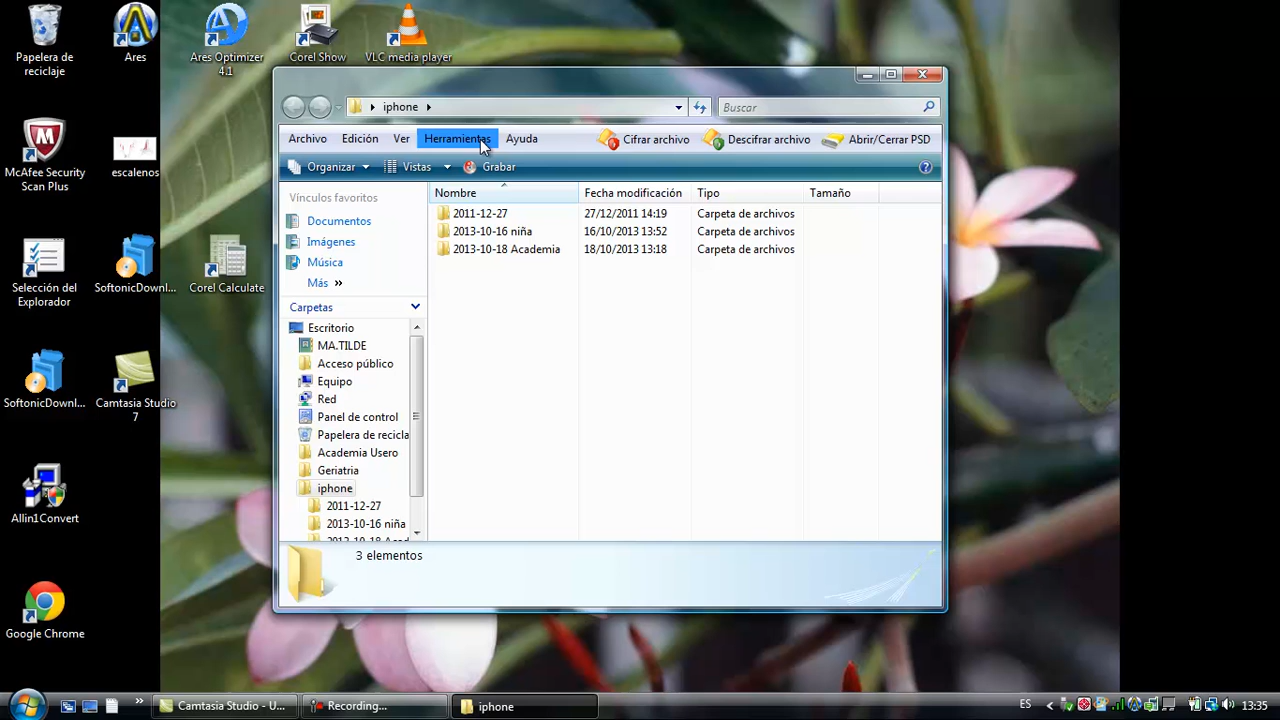 Papelera de
reciclaje
Ares
Ares Optimizer
4.1
Corel Show
VLC media player
McAfee Security
Scan Plus
escalenos
Selección del
Explorador
SoftonicDownl...
Corel Calculate
SoftonicDownl...
Camtasia Studio
7
Allin1Convert
Google Chrome
iphone
Buscar
Archivo Edición Ver Herramientas Ayuda Cifrar archivo Descifrar archivo Abrir/Cerrar PSD
Organizar Vistas Grabar
Vínculos favoritos
Documentos
Imágenes
Música
Más »
Carpetas
Escritorio
MA.TILDE
Acceso público
Equipo
Red
Panel de control
Papelera de recicla
Academia Usero
Geriatria
iphone
2011-12-27
2013-10-16 niña
2013-10-18 Acad
Nombre Fecha modificación Tipo Tamaño
2011-12-27 27/12/2011 14:19 Carpeta de archivos
2013-10-16 niña 16/10/2013 13:52 Carpeta de archivos
2013-10-18 Academia 18/10/2013 13:18 Carpeta de archivos
3 elementos
Camtasia Studio - U...
Recording...
iphone
ES
13:35